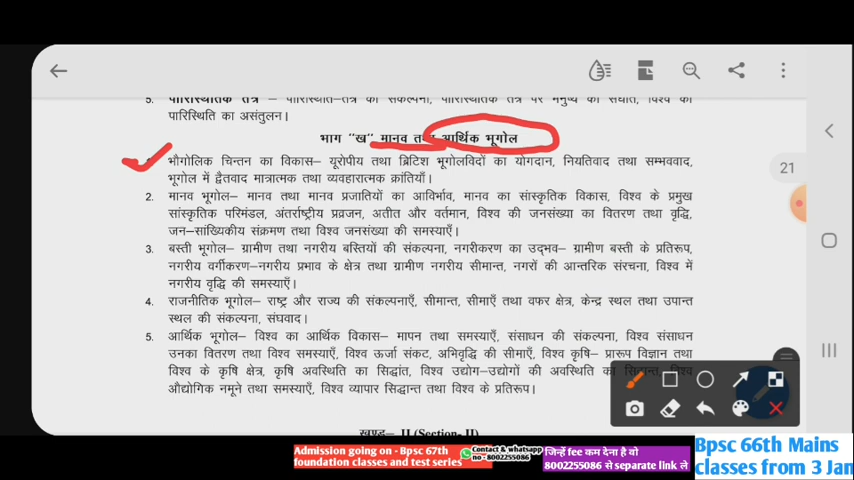 5. पारिस्थितिक तंत्र – पारिस्थिति-तंत्र की संकल्पना, पारिस्थितिक तंत्र पर मनुष्य का संघात, विश्व की
पारिस्थिति का असंतुलन।
भाग "ख" मानव तथा आर्थिक भूगोल
भौगोलिक चिन्तन का विकास– यूरोपीय तथा ब्रिटिश भूगोलविदों का योगदान, नियतिवाद तथा सम्भववाद,
भूगोल में द्वैतवाद मात्रात्मक तथा व्यवहारात्मक क्रांतियाँ।
2. मानव भूगोल– मानव तथा मानव प्रजातियों का आविर्भाव, मानव का सांस्कृतिक विकास, विश्व के प्रमुख
सांस्कृतिक परिमंडल, अंतर्राष्ट्रीय प्रव्रजन, अतीत और वर्तमान, विश्व की जनसंख्या का वितरण तथा वृद्धि,
जन–सांख्यिकीय संक्रमण तथा विश्व जनसंख्या की समस्याएँ।
3. बस्ती भूगोल– ग्रामीण तथा नगरीय बस्तियों की संकल्पना, नगरीकरण का उद्भव– ग्रामीण बस्ती के प्रतिरूप,
नगरीय वर्गीकरण–नगरीय प्रभाव के क्षेत्र तथा ग्रामीण नगरीय सीमान्त, नगरों की आन्तरिक संरचना, विश्व में
नगरीय वृद्धि की समस्याएँ।
4. राजनीतिक भूगोल– राष्ट्र और राज्य की संकल्पनाएँ, सीमान्त, सीमाएँ तथा वफर क्षेत्र, केन्द्र स्थल तथा उपान्त
स्थल की संकल्पना, संघवाद।
5. आर्थिक भूगोल– विश्व का आर्थिक विकास– मापन तथा समस्याएँ, संसाधन की संकल्पना, विश्व संसाधन
उनका वितरण तथा विश्व समस्याएँ, विश्व ऊर्जा संकट, अभिवृद्धि की सीमाएँ, विश्व कृषि– प्रारूप विज्ञान तथा
विश्व के कृषि क्षेत्र, कृषि अवस्थिति का सिद्धांत, विश्व उद्योग–उद्योगों की अवस्थिति का सिद्धान्त, विश्व
औद्योगिक नमूने तथा समस्याएँ, विश्व व्यापार सिद्धान्त तथा विश्व के प्रतिरूप।
खण्ड– II (Section- II)
21
Admission going on - Bpsc 67th
foundation classes and test series
Contact & whatsapp
no - 8002255086
जिन्हें fee कम देना है वो
8002255086 से separate link ले
Bpsc 66th Mains
classes from 3 Jan